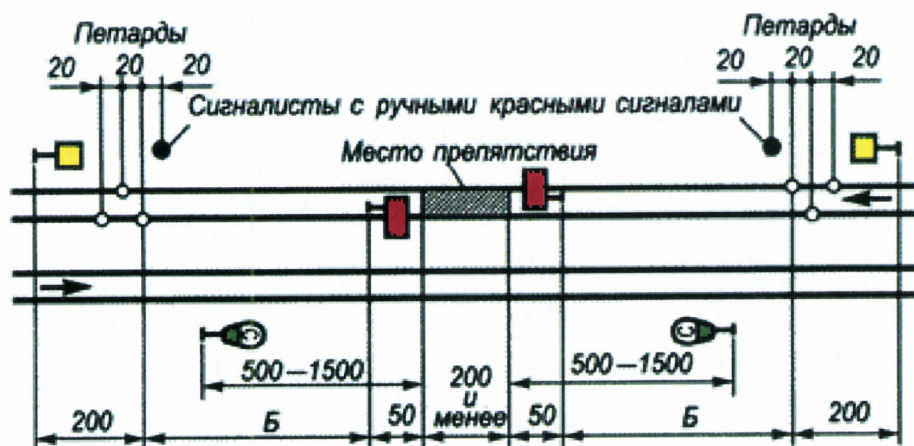 Петарды
Петарды
20 20 20
20 20 20
Сигналисты с ручными красными сигналами
Место препятствия
С
С
500–1500
500–1500
200
и
менее
200
Б
50
50
Б
200